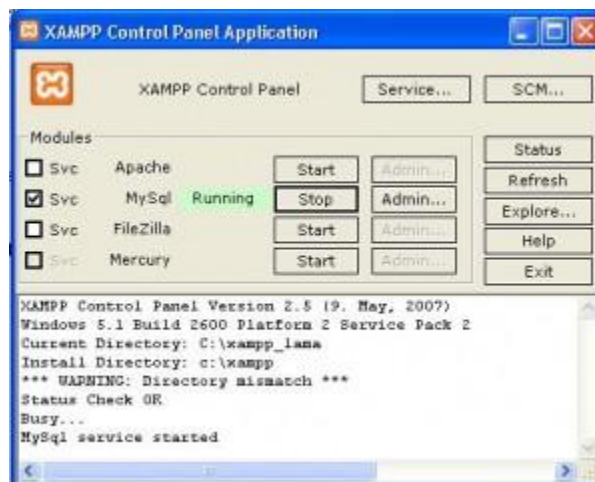 XAMPP Control Panel Application
XAMPP Control Panel Service... SCM...
Modules
Svc Apache Start Admin...
Svc MySql Running Stop Admin...
Svc FileZilla Start Admin...
Svc Mercury Start Admin...
Status
Refresh
Explore...
Help
Exit
XAMPP Control Panel Version 2.5 (9. May, 2007)
Windows 5.1 Build 2600 Platform 2 Service Pack 2
Current Directory: C:\xampp_lama
Install Directory: c:\xampp
*** WARNING: Directory mismatch ***
Status Check OK
Busy...
MySql service started